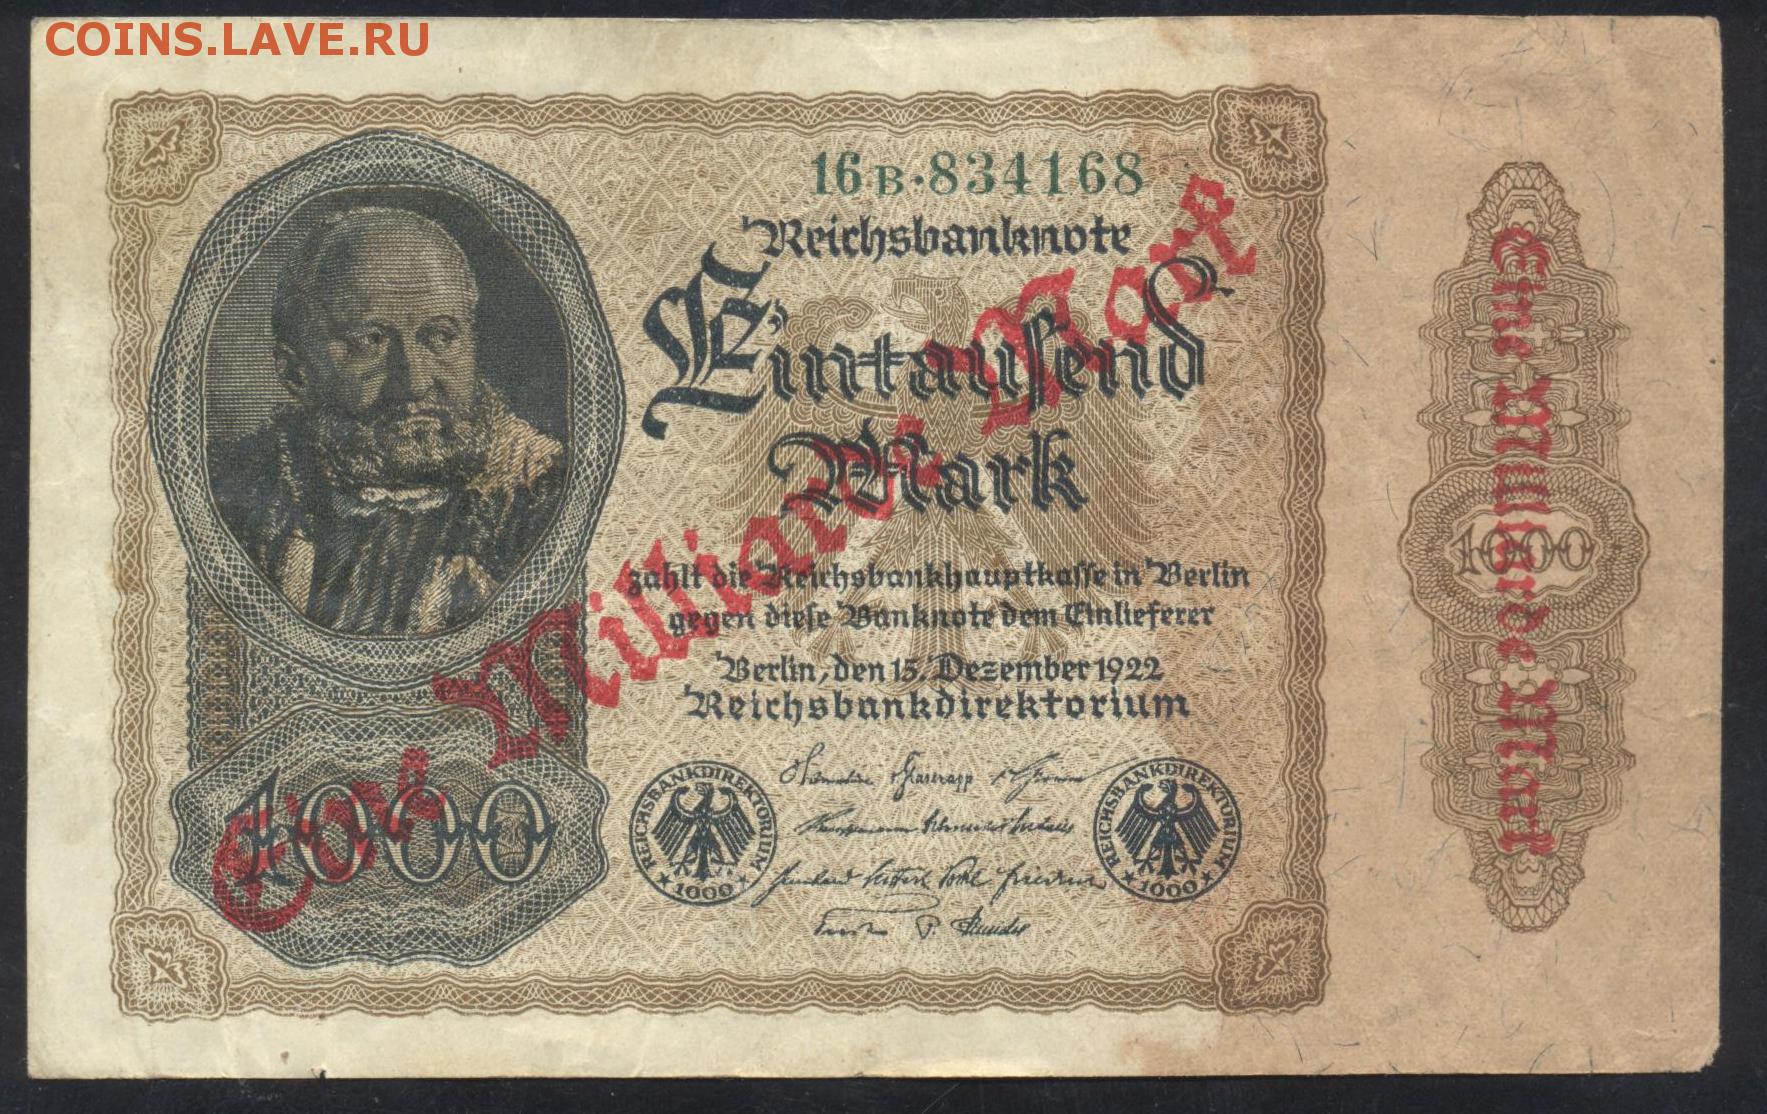 COINS.LAVE.RU
16B·834168
Reichsbanknote
Eintausend
Mark
zahlt die Reichsbankhauptkasse in Berlin
gegen diese Banknote dem Einlieferer
Berlin, den 15. Dezember 1922
Reichsbankdirektorium
Eine Milliarde Mark
1000
REICHSBANKDIREKTORIUM
1000
REICHSBANKDIREKTORIUM
1000
Eine Milliarde Mark
1000